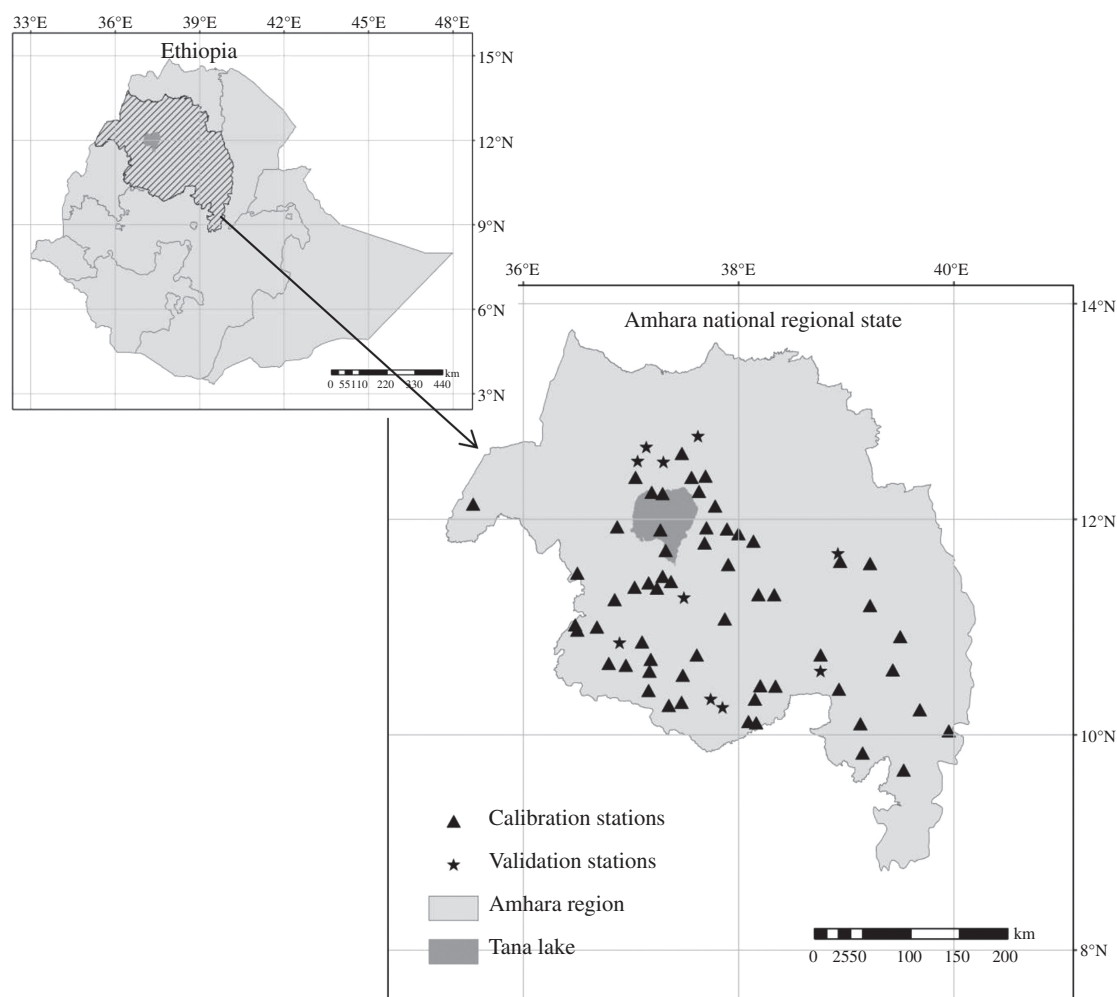 33°E 36°E 39°E 42°E 45°E 48°E
Ethiopia
15°N
12°N
9°N
6°N
3°N
km
0 55110 220 330 440
36°E 38°E 40°E
14°N
Amhara national regional state
12°N
10°N
8°N
Calibration stations
Validation stations
Amhara region
Tana lake
km
0 2550 100 150 200